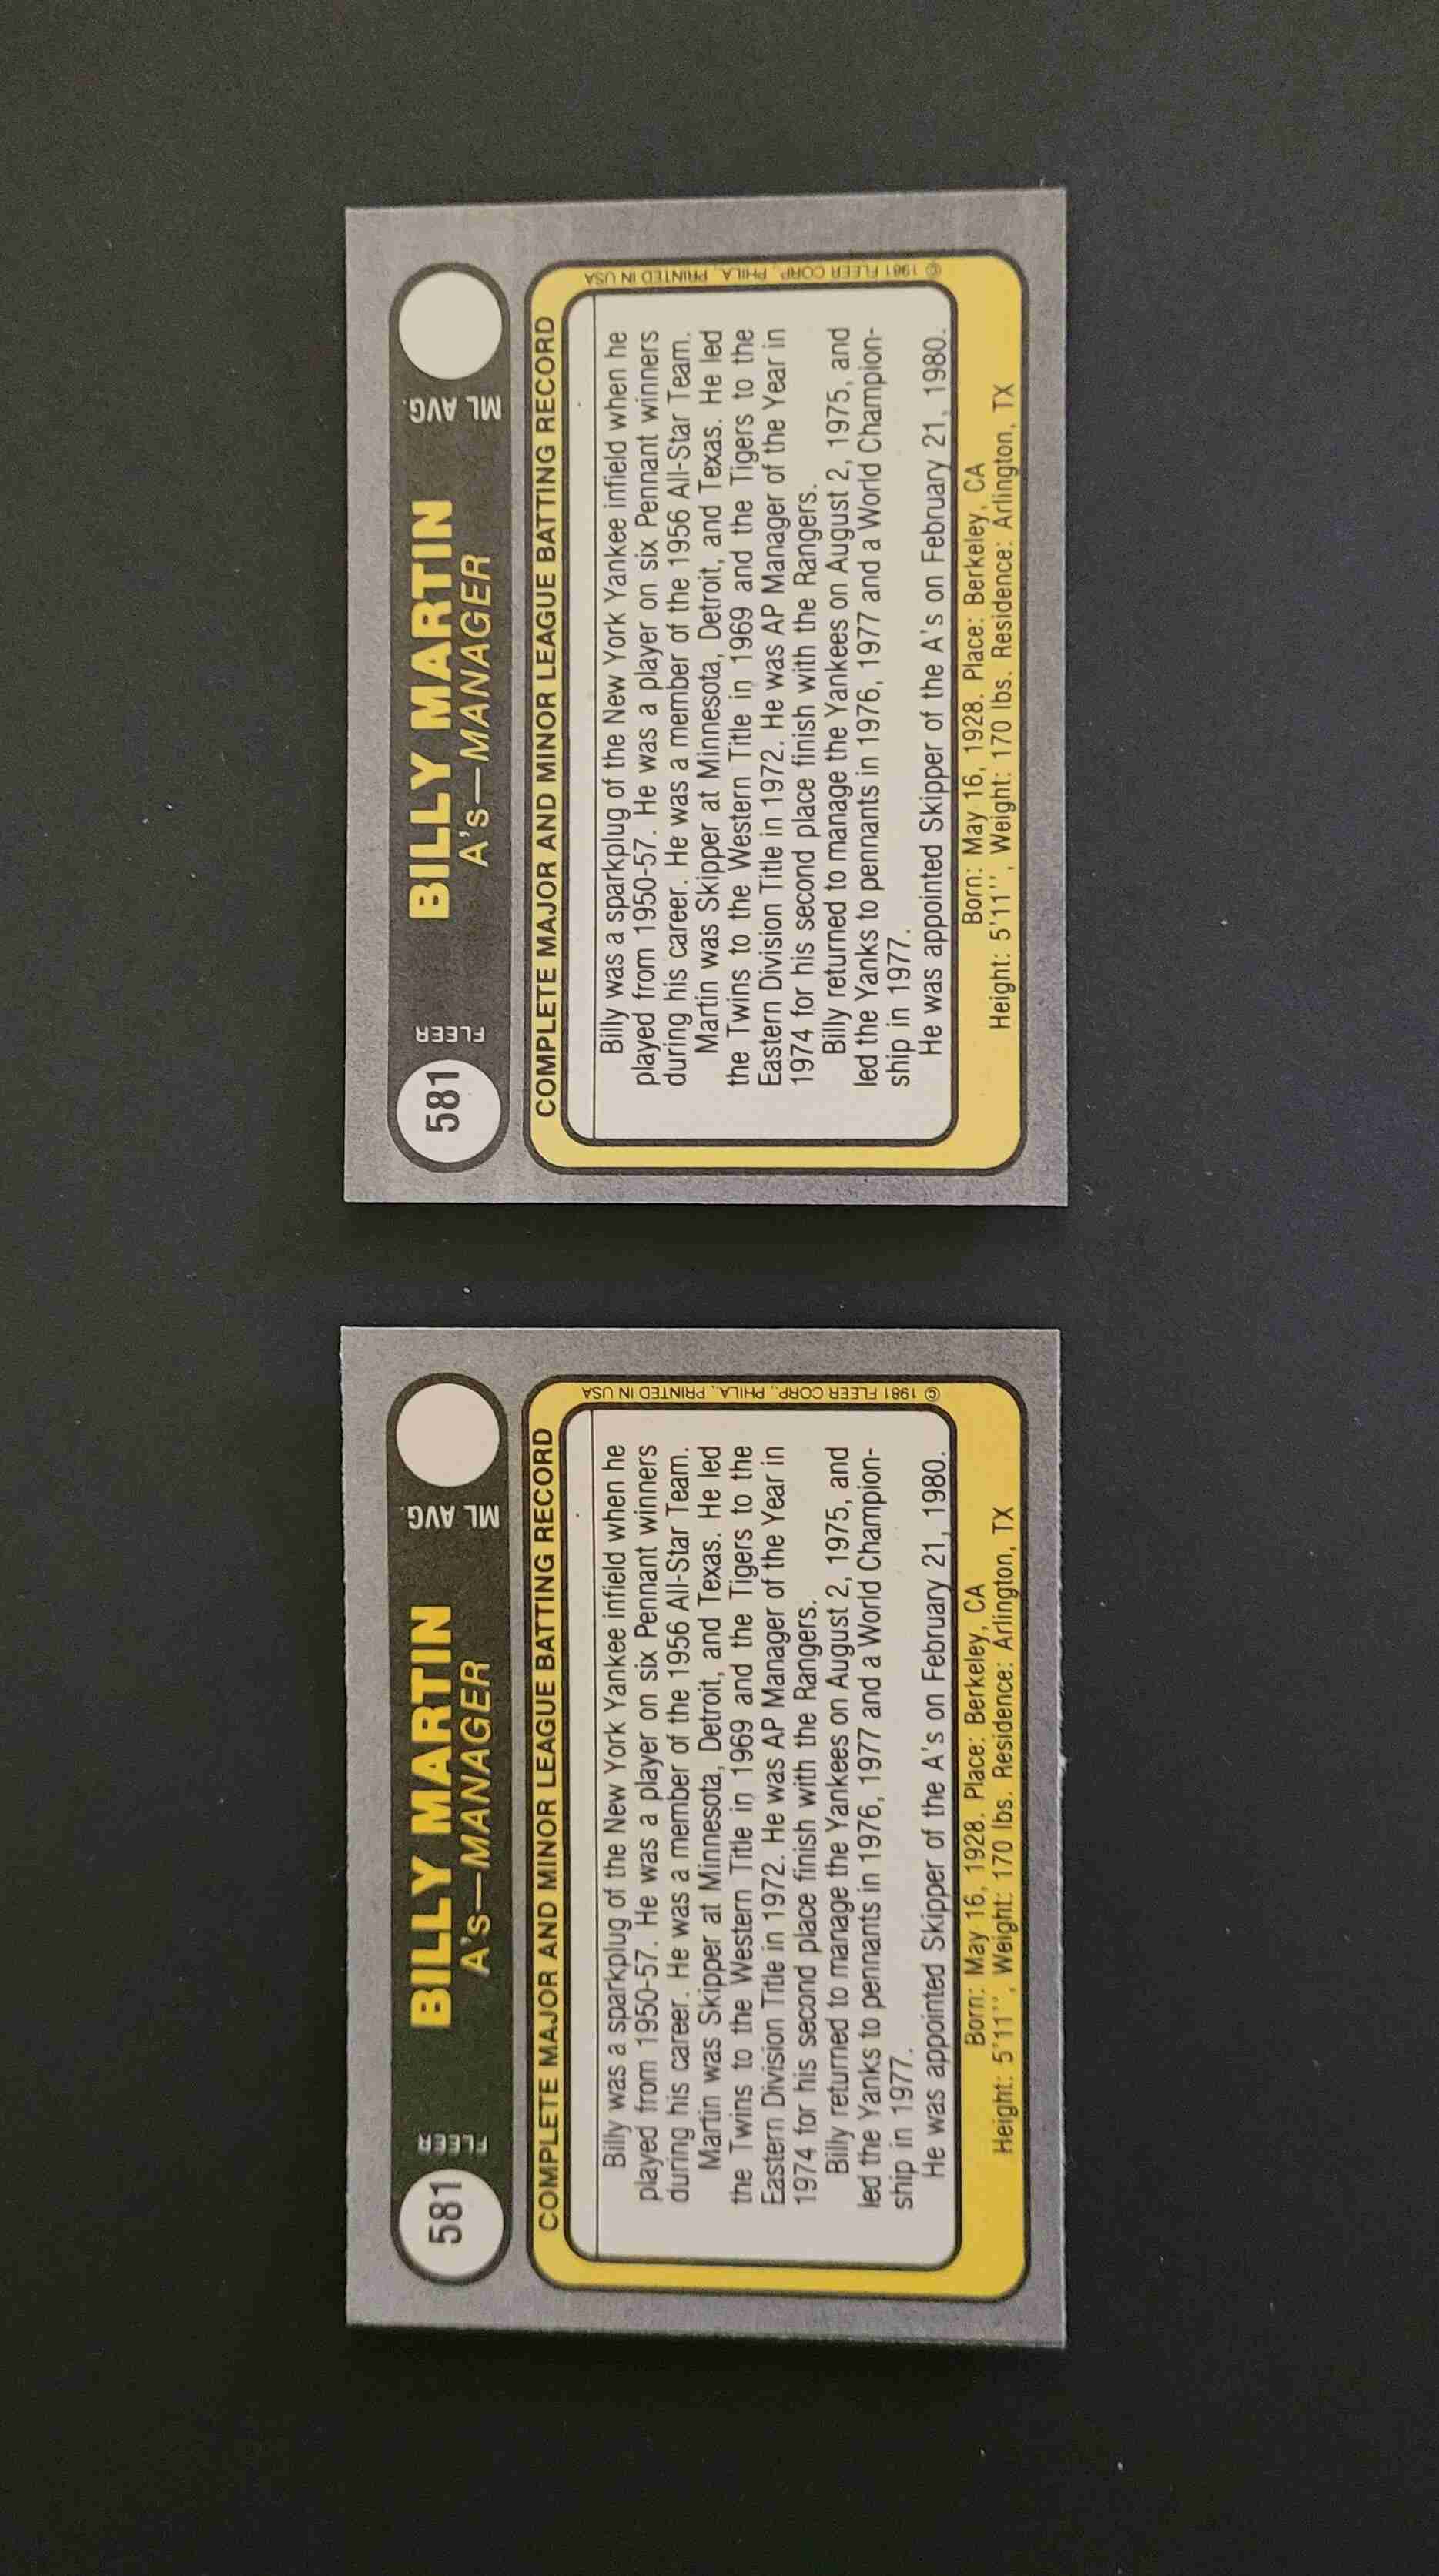 581 FLEER BILLY MARTIN ML AVG.
A's—MANAGER
COMPLETE MAJOR AND MINOR LEAGUE BATTING RECORD
Billy was a sparkplug of the New York Yankee infield when he
played from 1950-57. He was a player on six Pennant winners
during his career. He was a member of the 1956 All-Star Team.
Martin was Skipper at Minnesota, Detroit, and Texas. He led
the Twins to the Western Title in 1969 and the Tigers to the
Eastern Division Title in 1972. He was AP Manager of the Year in
1974 for his second place finish with the Rangers.
Billy returned to manage the Yankees on August 2, 1975, and
led the Yanks to pennants in 1976, 1977 and a World Champion-
ship in 1977.
He was appointed Skipper of the A's on February 21, 1980.
Born: May 16, 1928. Place: Berkeley, CA
Height: 5'11'', Weight: 170 lbs. Residence: Arlington, TX
© 1981 FLEER CORP., PHILA., PRINTED IN USA
581 FLEER BILLY MARTIN ML AVG.
A's—MANAGER
COMPLETE MAJOR AND MINOR LEAGUE BATTING RECORD
Billy was a sparkplug of the New York Yankee infield when he
played from 1950-57. He was a player on six Pennant winners
during his career. He was a member of the 1956 All-Star Team.
Martin was Skipper at Minnesota, Detroit, and Texas. He led
the Twins to the Western Title in 1969 and the Tigers to the
Eastern Division Title in 1972. He was AP Manager of the Year in
1974 for his second place finish with the Rangers.
Billy returned to manage the Yankees on August 2, 1975, and
led the Yanks to pennants in 1976, 1977 and a World Champion-
ship in 1977.
He was appointed Skipper of the A's on February 21, 1980.
Born: May 16, 1928. Place: Berkeley, CA
Height: 5'11'', Weight: 170 lbs. Residence: Arlington, TX
© 1981 FLEER CORP., PHILA., PRINTED IN USA